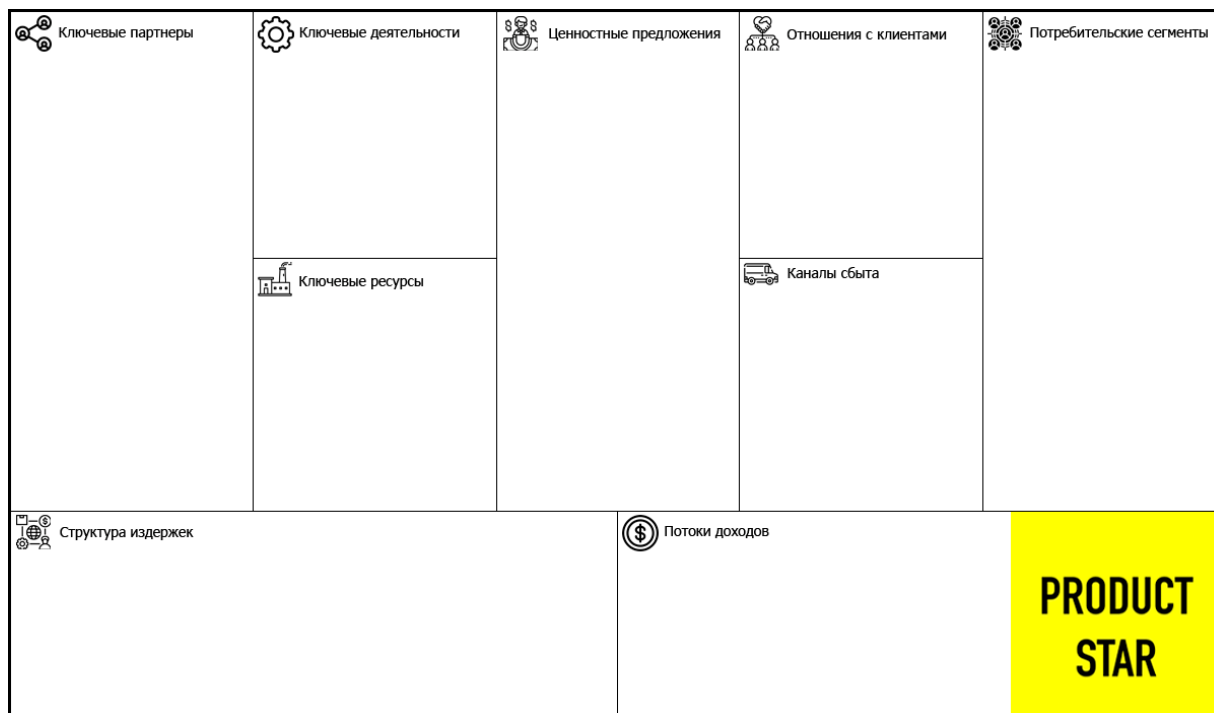 Ключевые партнеры
Ключевые деятельности
Ценностные предложения
Отношения с клиентами
Потребительские сегменты
Ключевые ресурсы
Каналы сбыта
Структура издержек
Потоки доходов
PRODUCT
STAR